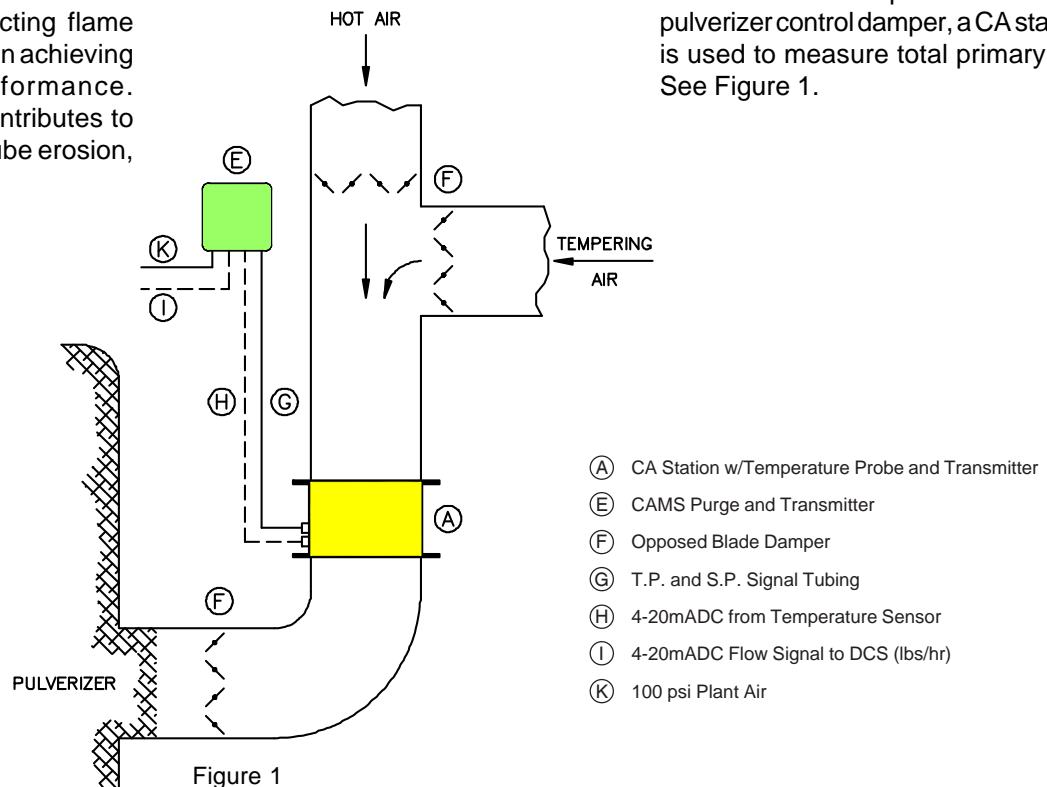 cting flame
n achieving
formance.
ntributes to
ube erosion,
pulverizer control damper, a CA sta
is used to measure total primary
See Figure 1.
HOT AIR
E
F
K
TEMPERING
AIR
I
H
G
A
F
PULVERIZER
A CA Station w/Temperature Probe and Transmitter
E CAMS Purge and Transmitter
F Opposed Blade Damper
G T.P. and S.P. Signal Tubing
H 4-20mADC from Temperature Sensor
I 4-20mADC Flow Signal to DCS (lbs/hr)
K 100 psi Plant Air
Figure 1